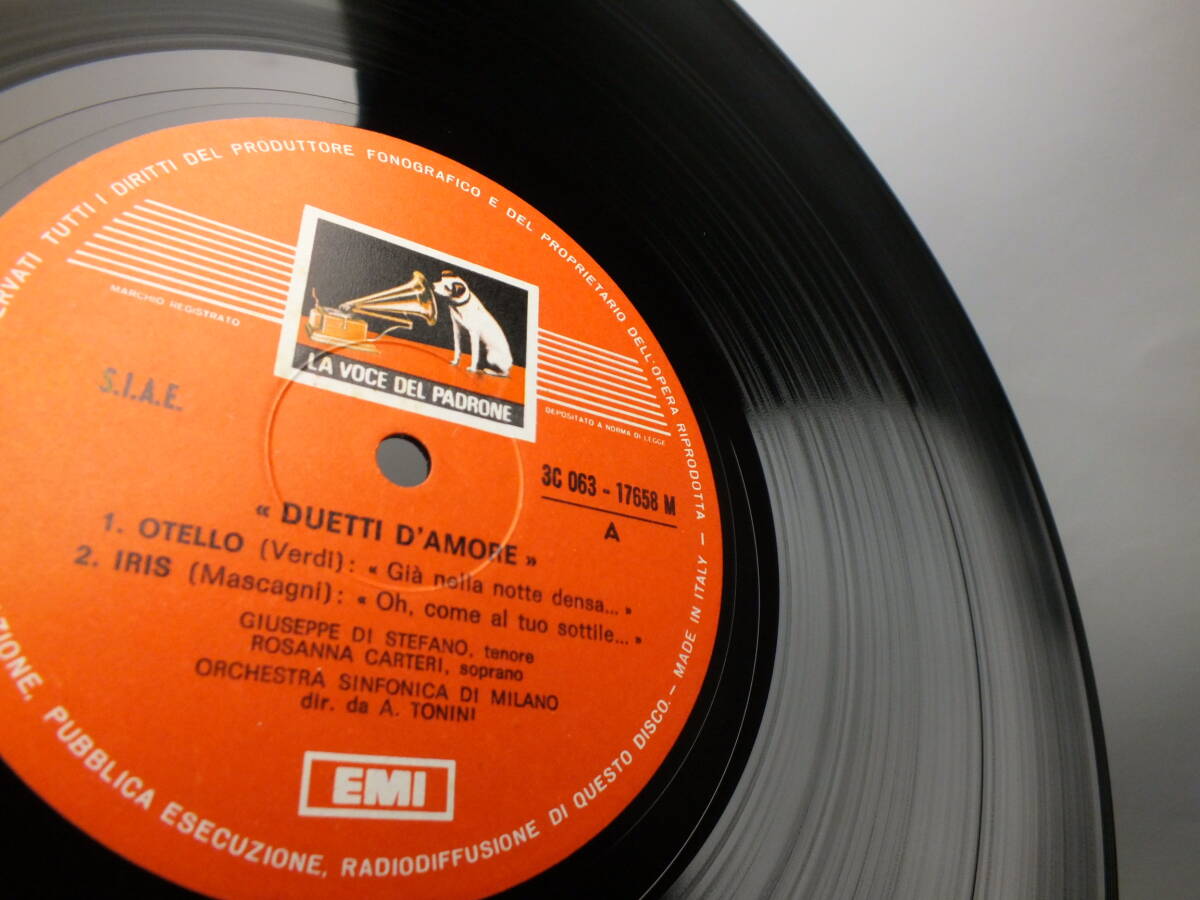 TUTTI I DIRITTI DEL PRODUTTORE FONOGRAFICO E DEL PROPRIETARIO DELL'OPERA RIPRODOTTA — MADE IN ITALY —
MARCHIO REGISTRATO
LA VOCE DEL PADRONE
DEPOSITATO A NORMA DI LEGGE
S.I.A.E.
3C 063 - 17658 M
A
« DUETTI D'AMORE »
1. OTELLO (Verdi): « Già nella notte densa... »
2. IRIS (Mascagni): « Oh, come al tuo sottile... »
GIUSEPPE DI STEFANO, tenore
ROSANNA CARTERI, soprano
ORCHESTRA SINFONICA DI MILANO
dir. da A. TONINI
EMI
PUBBLICA ESECUZIONE, RADIODIFFUSIONE DI QUESTO DISCO.